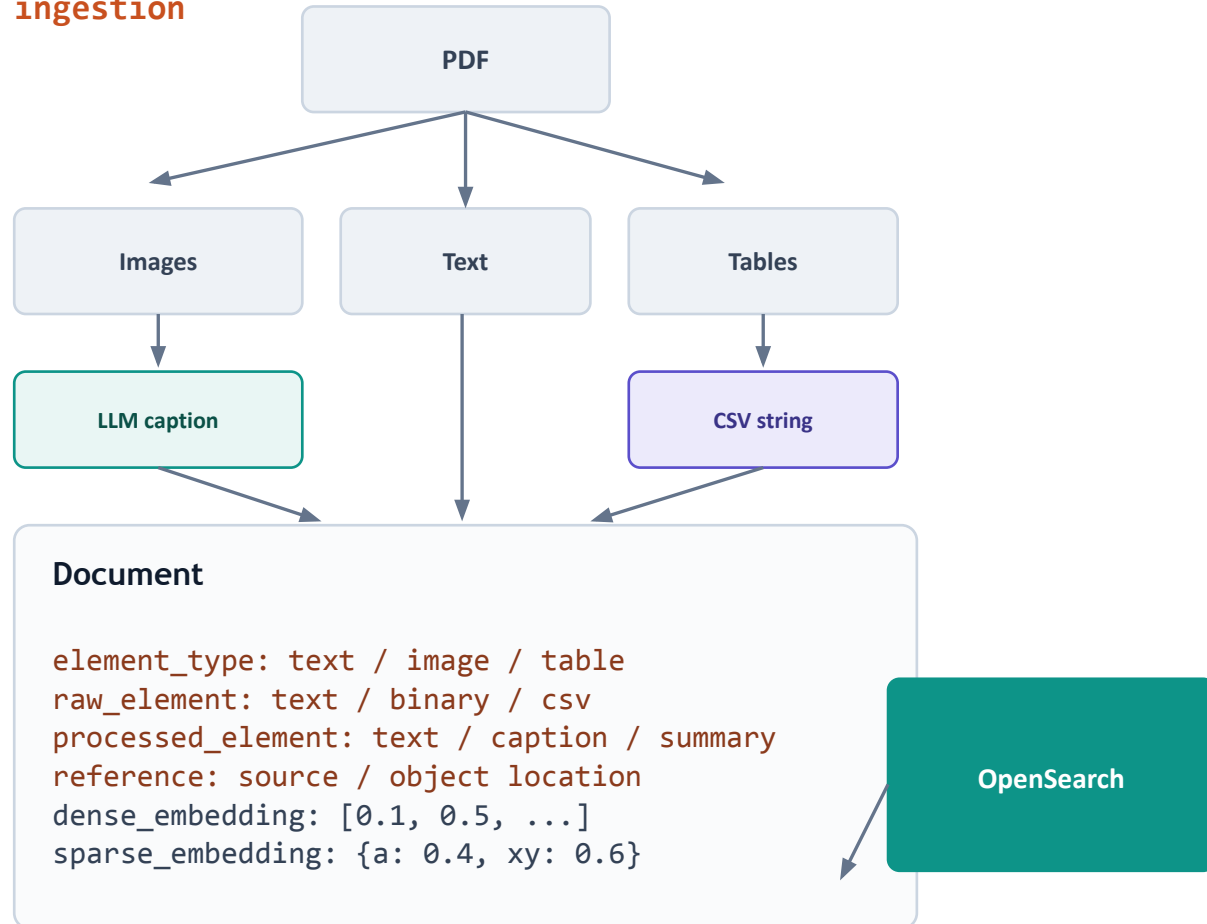 ingestion
PDF
Images
Text
Tables
LLM caption
CSV string
Document
element_type: text / image / table
raw_element: text / binary / csv
processed_element: text / caption / summary
reference: source / object location
dense_embedding: [0.1, 0.5, ...]
sparse_embedding: {a: 0.4, xy: 0.6}
OpenSearch